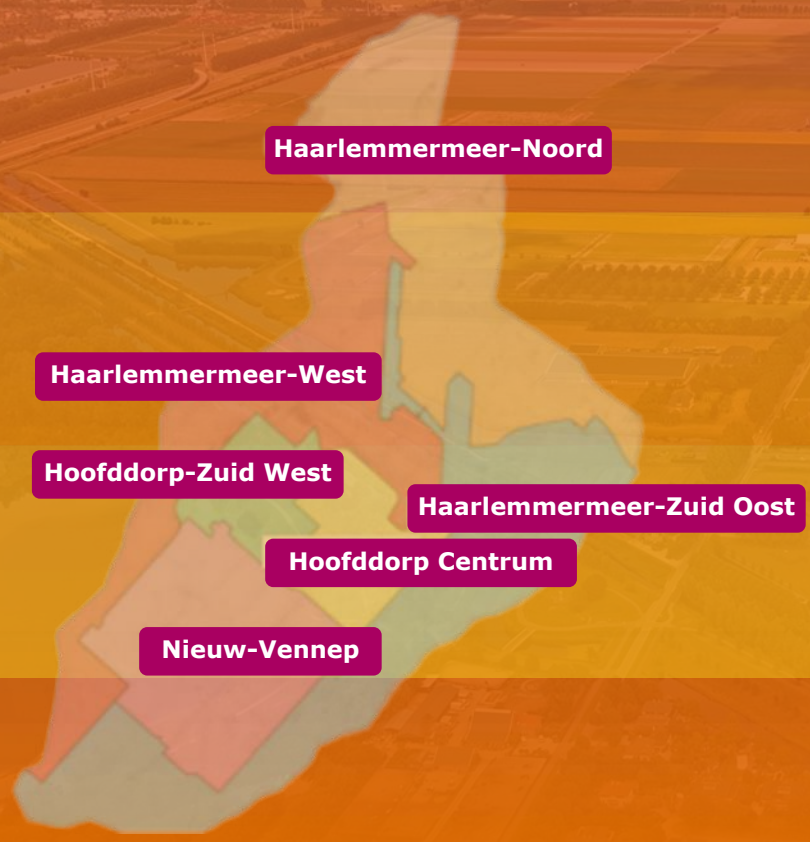 Haarlemmermeer-Noord
Haarlemmermeer-West
Hoofddorp-Zuid West
Haarlemmermeer-Zuid Oost
Hoofddorp Centrum
Nieuw-Vennep